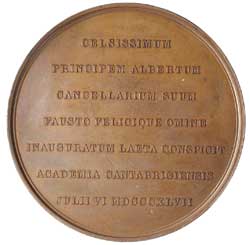 CELSISSIMUM
PRINCIPEM ALBERTUM
CANCELLARIUM SUUM
FAUSTO FELICIQUE OMINE
INAUGURATUM LAETA CONSPICIT
ACADEMIA CANTABRIGIENSIS
JULII VI MDCCCXLVII